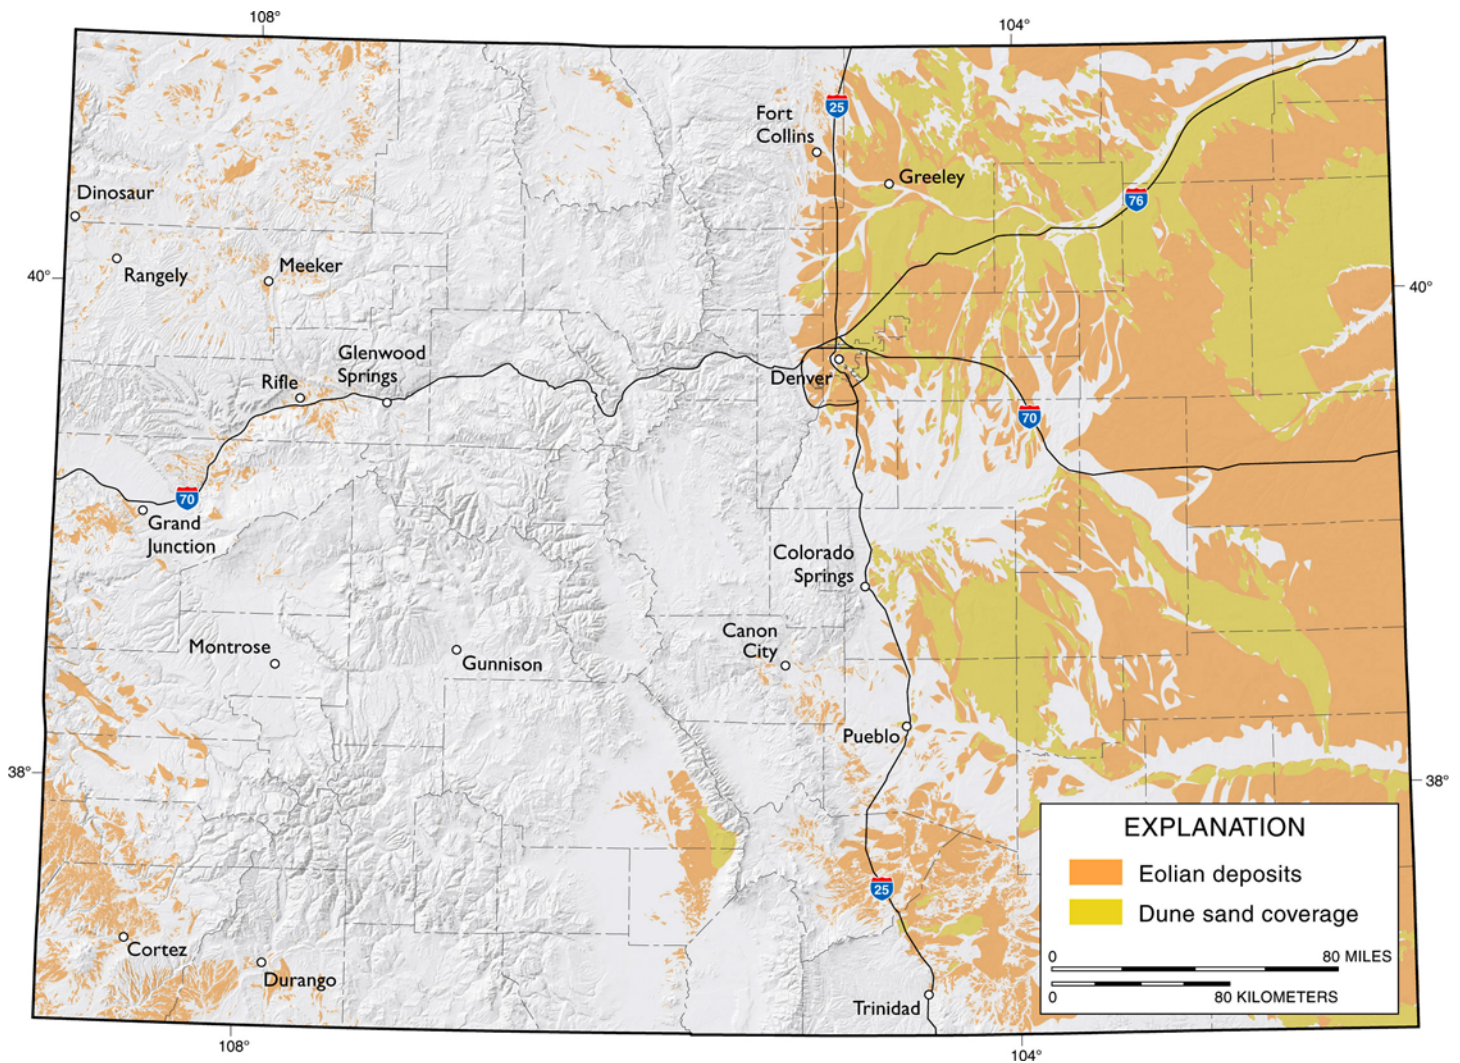 108°
104°
25
Fort
Collins
Greeley
Dinosaur
76
Rangely
Meeker
40°
40°
Glenwood
Springs
Rifle
Denver
70
70
Grand
Junction
Colorado
Springs
Canon
City
Montrose
Gunnison
Pueblo
38°
38°
EXPLANATION
Eolian deposits
Dune sand coverage
0 80 MILES
0 80 KILOMETERS
25
Cortez
Durango
Trinidad
108°
104°